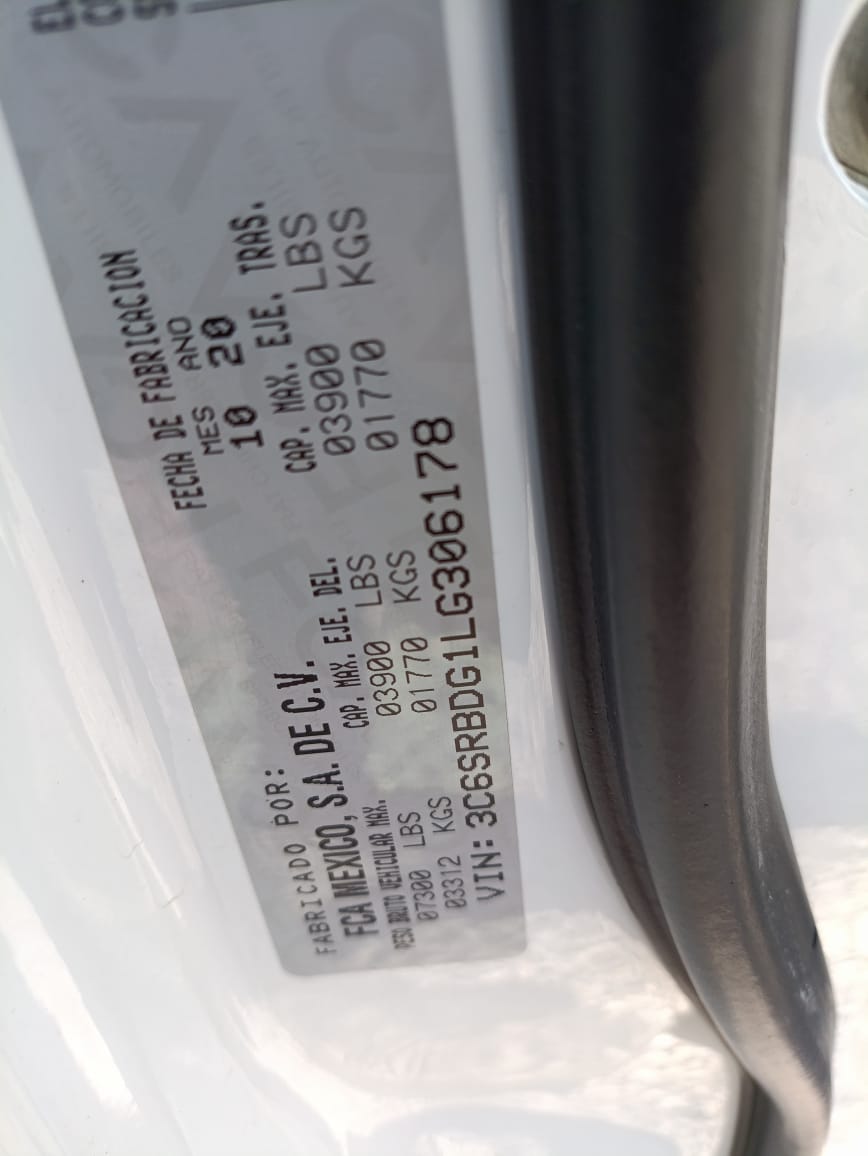 FABRICADO POR:
FECHA DE FABRICACION
FCA MEXICO, S.A. DE C.V.
MES ANO
10 20
PESO BRUTO VEHICULAR MAX.
CAP. MAX. EJE. DEL.
CAP. MAX. EJE. TRAS.
07300 LBS
03900 LBS
03900 LBS
03312 KGS
01770 KGS
01770 KGS
VIN: 3C6SRBDG1LG306178